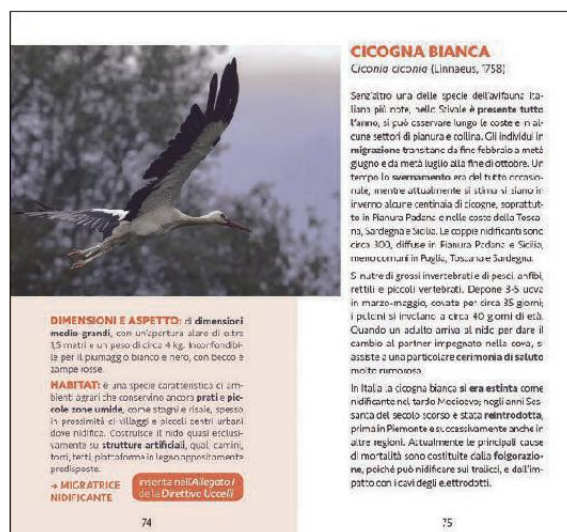 DIMENSIONI E ASPETTO: di dimensioni
medio-grandi, con un'apertura alare di oltre
1,5 metri e un peso di circa 4 kg. Inconfondibi-
le per il piumaggio bianco e nero, con becco e
zampe rosse.
HABITAT: è una specie caratteristica di am-
bienti agrari che conservino ancora prati e pic-
cole zone umide, come stagni e risaie, spesso
in prossimità di villaggi e piccoli centri urbani
dove nidifica. Costruisce il nido quasi esclusi-
vamente su strutture artificiali, quali camini,
torri, tetti, piattaforme in legno appositamente
predisposte.
→ MIGRATRICE
NIDIFICANTE
inserita nell'Allegato I
della Direttiva Uccelli
74
CICOGNA BIANCA
Ciconia ciconia (Linnaeus, 1758)
Senz'altro una delle specie dell'avifauna ita-
liana più note, nello Stivale è presente tutto
l'anno, si può osservare lungo le coste e in al-
cune settori di pianura e collina. Gli individui in
migrazione transitano da fine febbraio a metà
giugno e da metà luglio alla fine di ottobre. Un
tempo lo svernamento era del tutto occasio-
nale, mentre attualmente si stima vi siano in
inverno alcune centinaia di cicogne, soprattut-
to in Pianura Padana e nelle coste della Tosca-
na, Sardegna e Sicilia. Le coppie nidificanti sono
circa 300, diffuse in Pianura Padana e Sicilia,
meno comuni in Puglia, Toscana e Sardegna.
Si nutre di grossi invertebrati e di pesci, anfibi,
rettili e piccoli vertebrati. Depone 3-5 uova
in marzo-maggio, covate per circa 35 giorni;
i pulcini si involano a circa 40 giorni di età.
Quando un adulto arriva al nido per dare il
cambio al partner impegnato nella cova, si
assiste a una particolare cerimonia di saluto
molto rumorosa.
In Italia la cicogna bianca si era estinta come
nidificante nel tardo Medioevo; negli anni Ses-
santa del secolo scorso è stata reintrodotta,
prima in Piemonte e successivamente anche in
altre regioni. Attualmente le principali cause
di mortalità sono costituite dalla folgorazio-
ne, poiché può nidificare sui tralicci, e dall'im-
patto con i cavi degli elettrodotti.
75